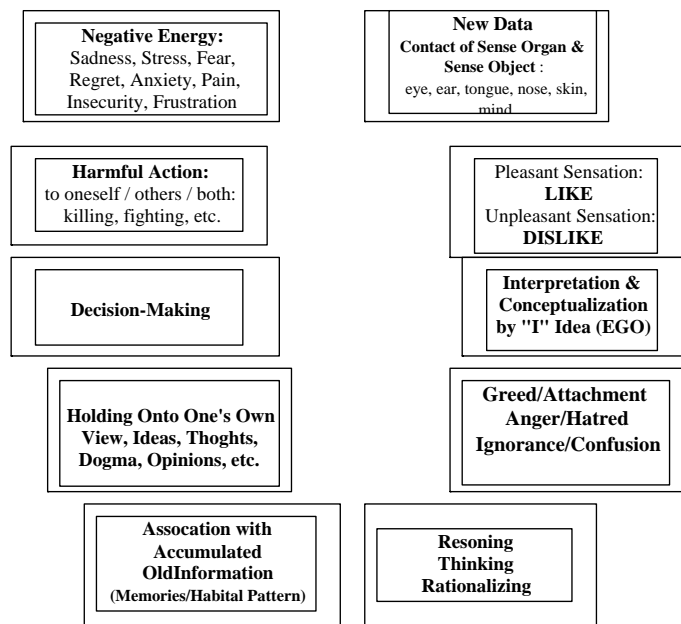 Negative Energy:
Sadness, Stress, Fear,
Regret, Anxiety, Pain,
Insecurity, Frustration
New Data
Contact of Sense Organ &
Sense Object :
eye, ear, tongue, nose, skin,
mind
Harmful Action:
to oneself / others / both:
killing, fighting, etc.
Pleasant Sensation:
LIKE
Unpleasant Sensation:
DISLIKE
Decision-Making
Interpretation &
Conceptualization
by "I" Idea (EGO)
Holding Onto One's Own
View, Ideas, Thoghts,
Dogma, Opinions, etc.
Greed/Attachment
Anger/Hatred
Ignorance/Confusion
Assocation with
Accumulated
OldInformation
(Memories/Habital Pattern)
Resoning
Thinking
Rationalizing